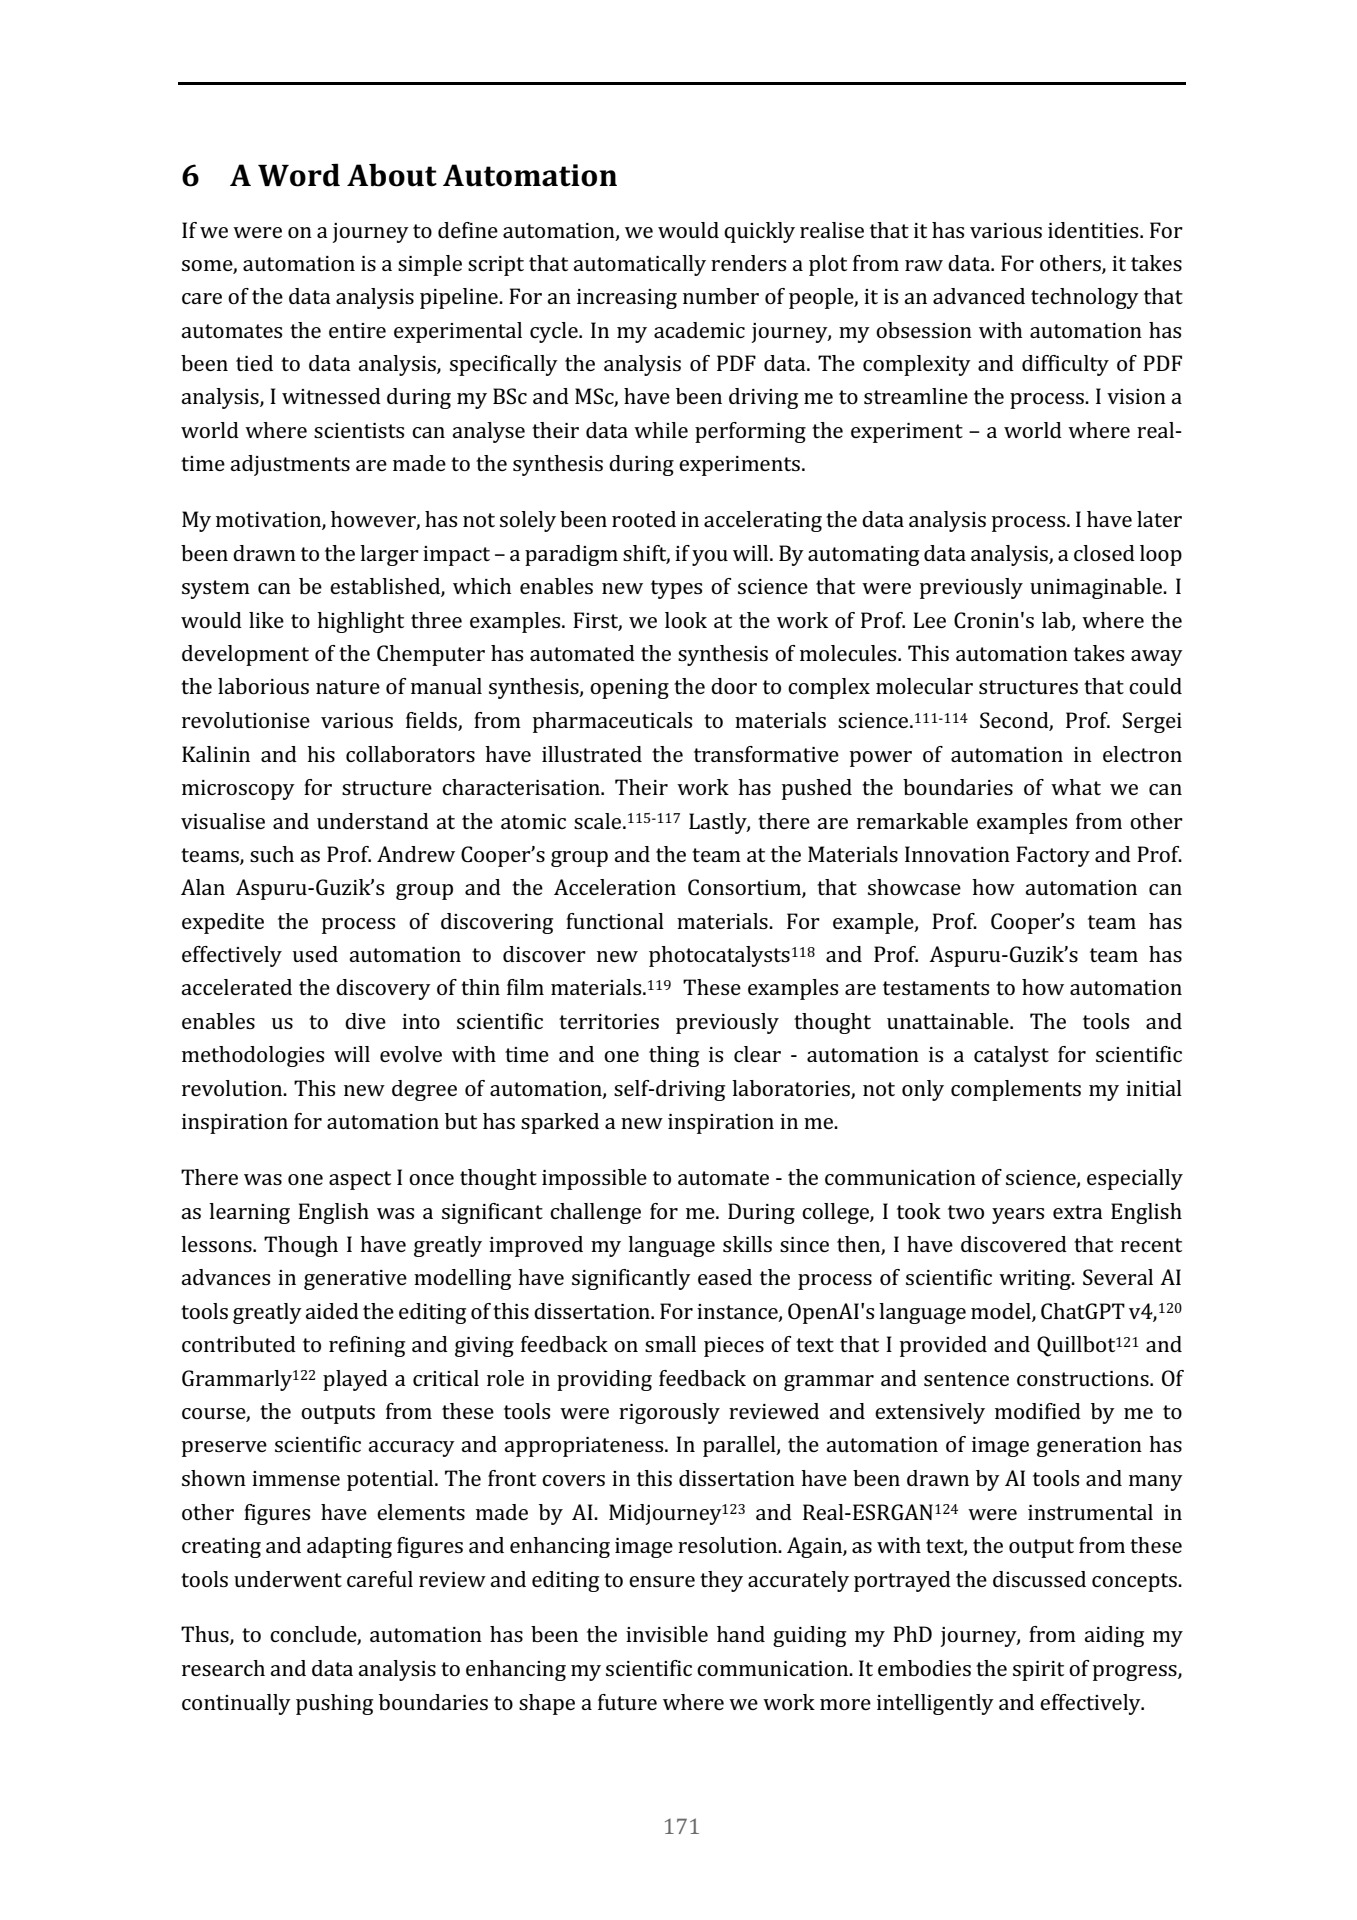 6 A Word About Automation
If we were on a journey to define automation, we would quickly realise that it has various identities. For
some, automation is a simple script that automatically renders a plot from raw data. For others, it takes
care of the data analysis pipeline. For an increasing number of people, it is an advanced technology that
automates the entire experimental cycle. In my academic journey, my obsession with automation has
been tied to data analysis, specifically the analysis of PDF data. The complexity and difficulty of PDF
analysis, I witnessed during my BSc and MSc, have been driving me to streamline the process. I vision a
world where scientists can analyse their data while performing the experiment – a world where real-
time adjustments are made to the synthesis during experiments.
My motivation, however, has not solely been rooted in accelerating the data analysis process. I have later
been drawn to the larger impact – a paradigm shift, if you will. By automating data analysis, a closed loop
system can be established, which enables new types of science that were previously unimaginable. I
would like to highlight three examples. First, we look at the work of Prof. Lee Cronin's lab, where the
development of the Chemputer has automated the synthesis of molecules. This automation takes away
the laborious nature of manual synthesis, opening the door to complex molecular structures that could
revolutionise various fields, from pharmaceuticals to materials science.111-114 Second, Prof. Sergei
Kalinin and his collaborators have illustrated the transformative power of automation in electron
microscopy for structure characterisation. Their work has pushed the boundaries of what we can
visualise and understand at the atomic scale.115-117 Lastly, there are remarkable examples from other
teams, such as Prof. Andrew Cooper’s group and the team at the Materials Innovation Factory and Prof.
Alan Aspuru-Guzik’s group and the Acceleration Consortium, that showcase how automation can
expedite the process of discovering functional materials. For example, Prof. Cooper’s team has
effectively used automation to discover new photocatalysts118 and Prof. Aspuru-Guzik’s team has
accelerated the discovery of thin film materials.119 These examples are testaments to how automation
enables us to dive into scientific territories previously thought unattainable. The tools and
methodologies will evolve with time and one thing is clear - automation is a catalyst for scientific
revolution. This new degree of automation, self-driving laboratories, not only complements my initial
inspiration for automation but has sparked a new inspiration in me.
There was one aspect I once thought impossible to automate - the communication of science, especially
as learning English was a significant challenge for me. During college, I took two years extra English
lessons. Though I have greatly improved my language skills since then, I have discovered that recent
advances in generative modelling have significantly eased the process of scientific writing. Several AI
tools greatly aided the editing of this dissertation. For instance, OpenAI's language model, ChatGPT v4,120
contributed to refining and giving feedback on small pieces of text that I provided and Quillbot121 and
Grammarly122 played a critical role in providing feedback on grammar and sentence constructions. Of
course, the outputs from these tools were rigorously reviewed and extensively modified by me to
preserve scientific accuracy and appropriateness. In parallel, the automation of image generation has
shown immense potential. The front covers in this dissertation have been drawn by AI tools and many
other figures have elements made by AI. Midjourney123 and Real-ESRGAN124 were instrumental in
creating and adapting figures and enhancing image resolution. Again, as with text, the output from these
tools underwent careful review and editing to ensure they accurately portrayed the discussed concepts.
Thus, to conclude, automation has been the invisible hand guiding my PhD journey, from aiding my
research and data analysis to enhancing my scientific communication. It embodies the spirit of progress,
continually pushing boundaries to shape a future where we work more intelligently and effectively.
171